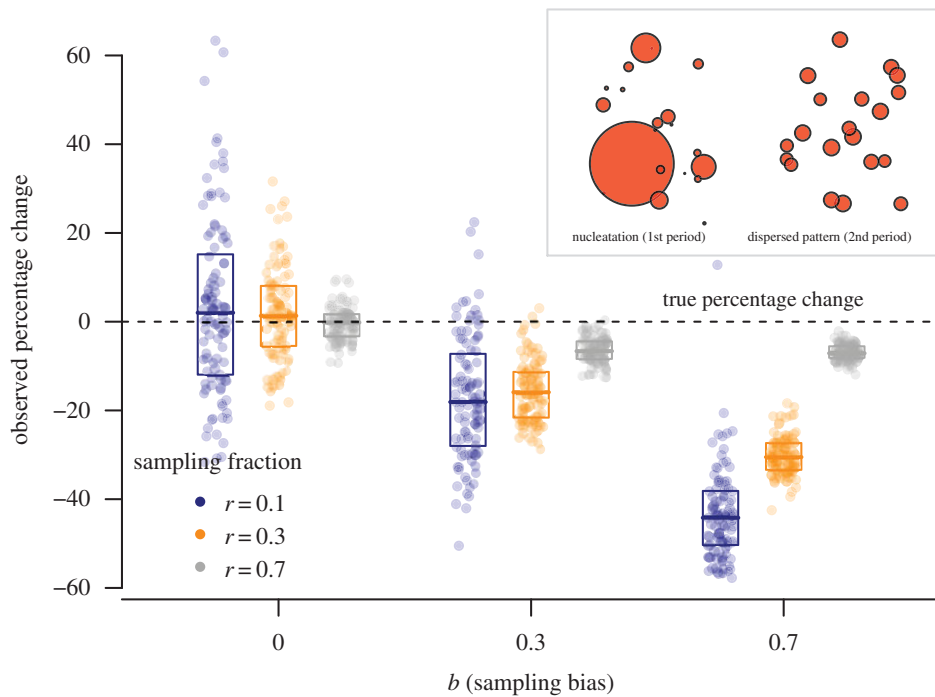 60
40
20
0
−20
−40
−60
observed percentage change
nucleatation (1st period) dispersed pattern (2nd period)
true percentage change
sampling fraction
r = 0.1
r = 0.3
r = 0.7
0 0.3 0.7
b (sampling bias)